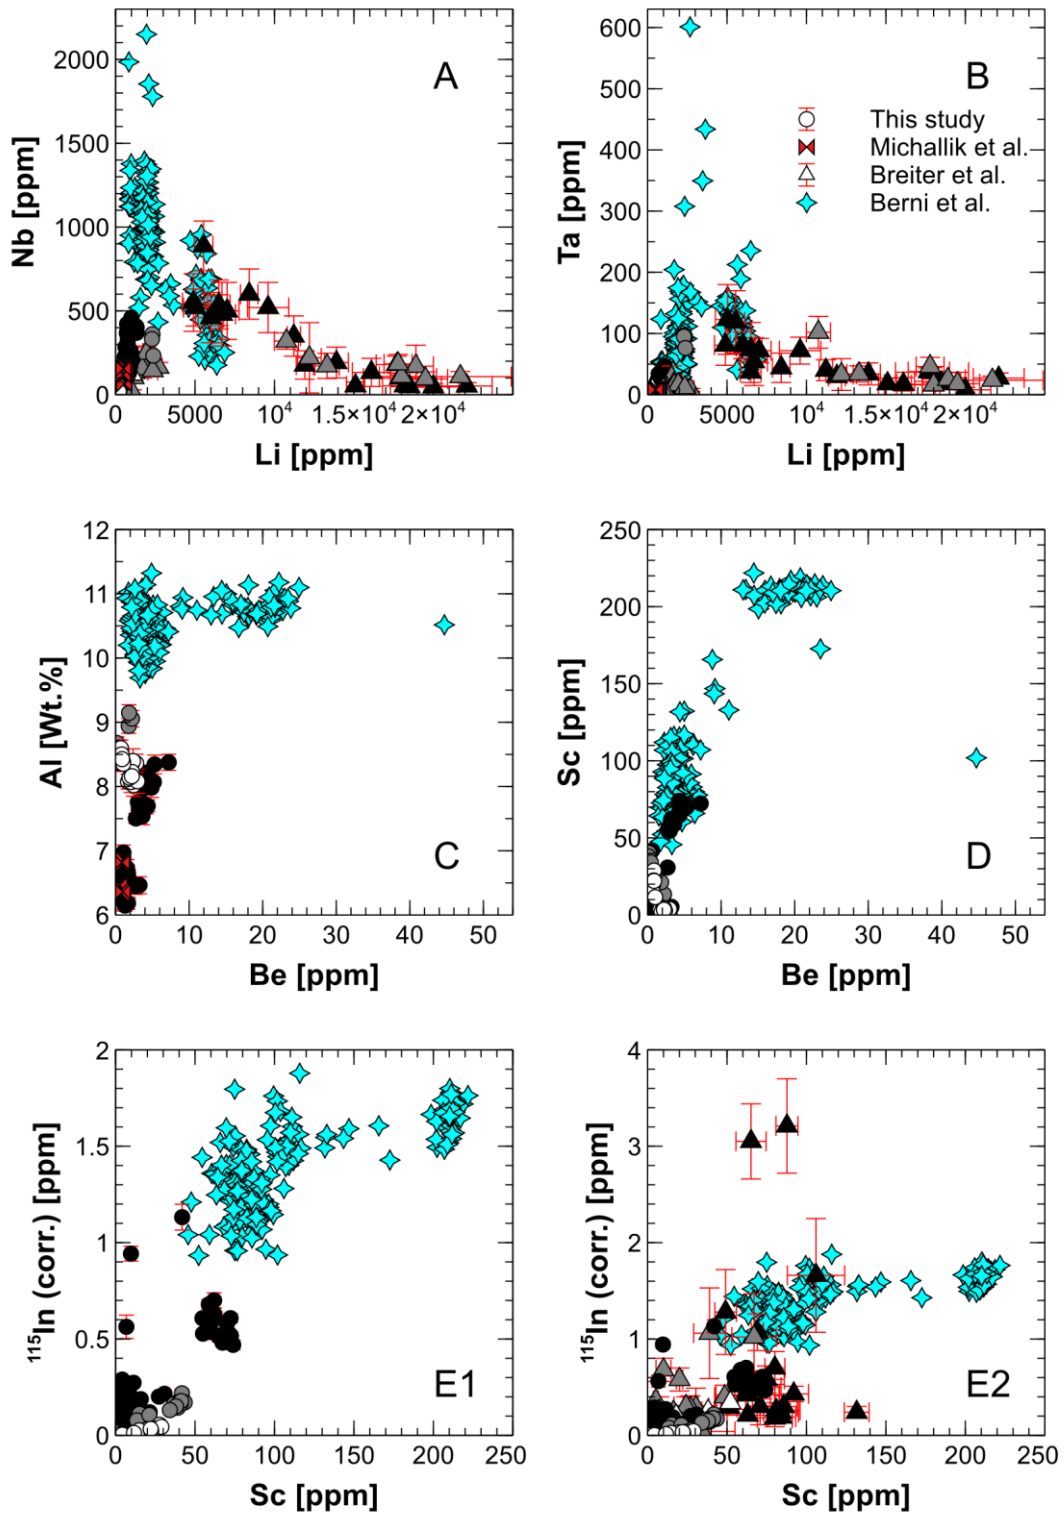 A
Nb [ppm]
2000
1500
1000
500
0
0 5000 10⁴ 1.5×10⁴ 2×10⁴
Li [ppm]
B
Ta [ppm]
600
500
400
300
200
100
0
This study
Michallik et al.
Breiter et al.
Berni et al.
0 5000 10⁴ 1.5×10⁴ 2×10⁴
Li [ppm]
C
Al [Wt.%]
12
11
10
9
8
7
6
0 10 20 30 40 50
Be [ppm]
D
Sc [ppm]
250
200
150
100
50
0
0 10 20 30 40 50
Be [ppm]
E1
¹¹⁵In (corr.) [ppm]
2
1.5
1
0.5
0
0 50 100 150 200 250
Sc [ppm]
E2
¹¹⁵In (corr.) [ppm]
4
3
2
1
0
0 50 100 150 200 250
Sc [ppm]